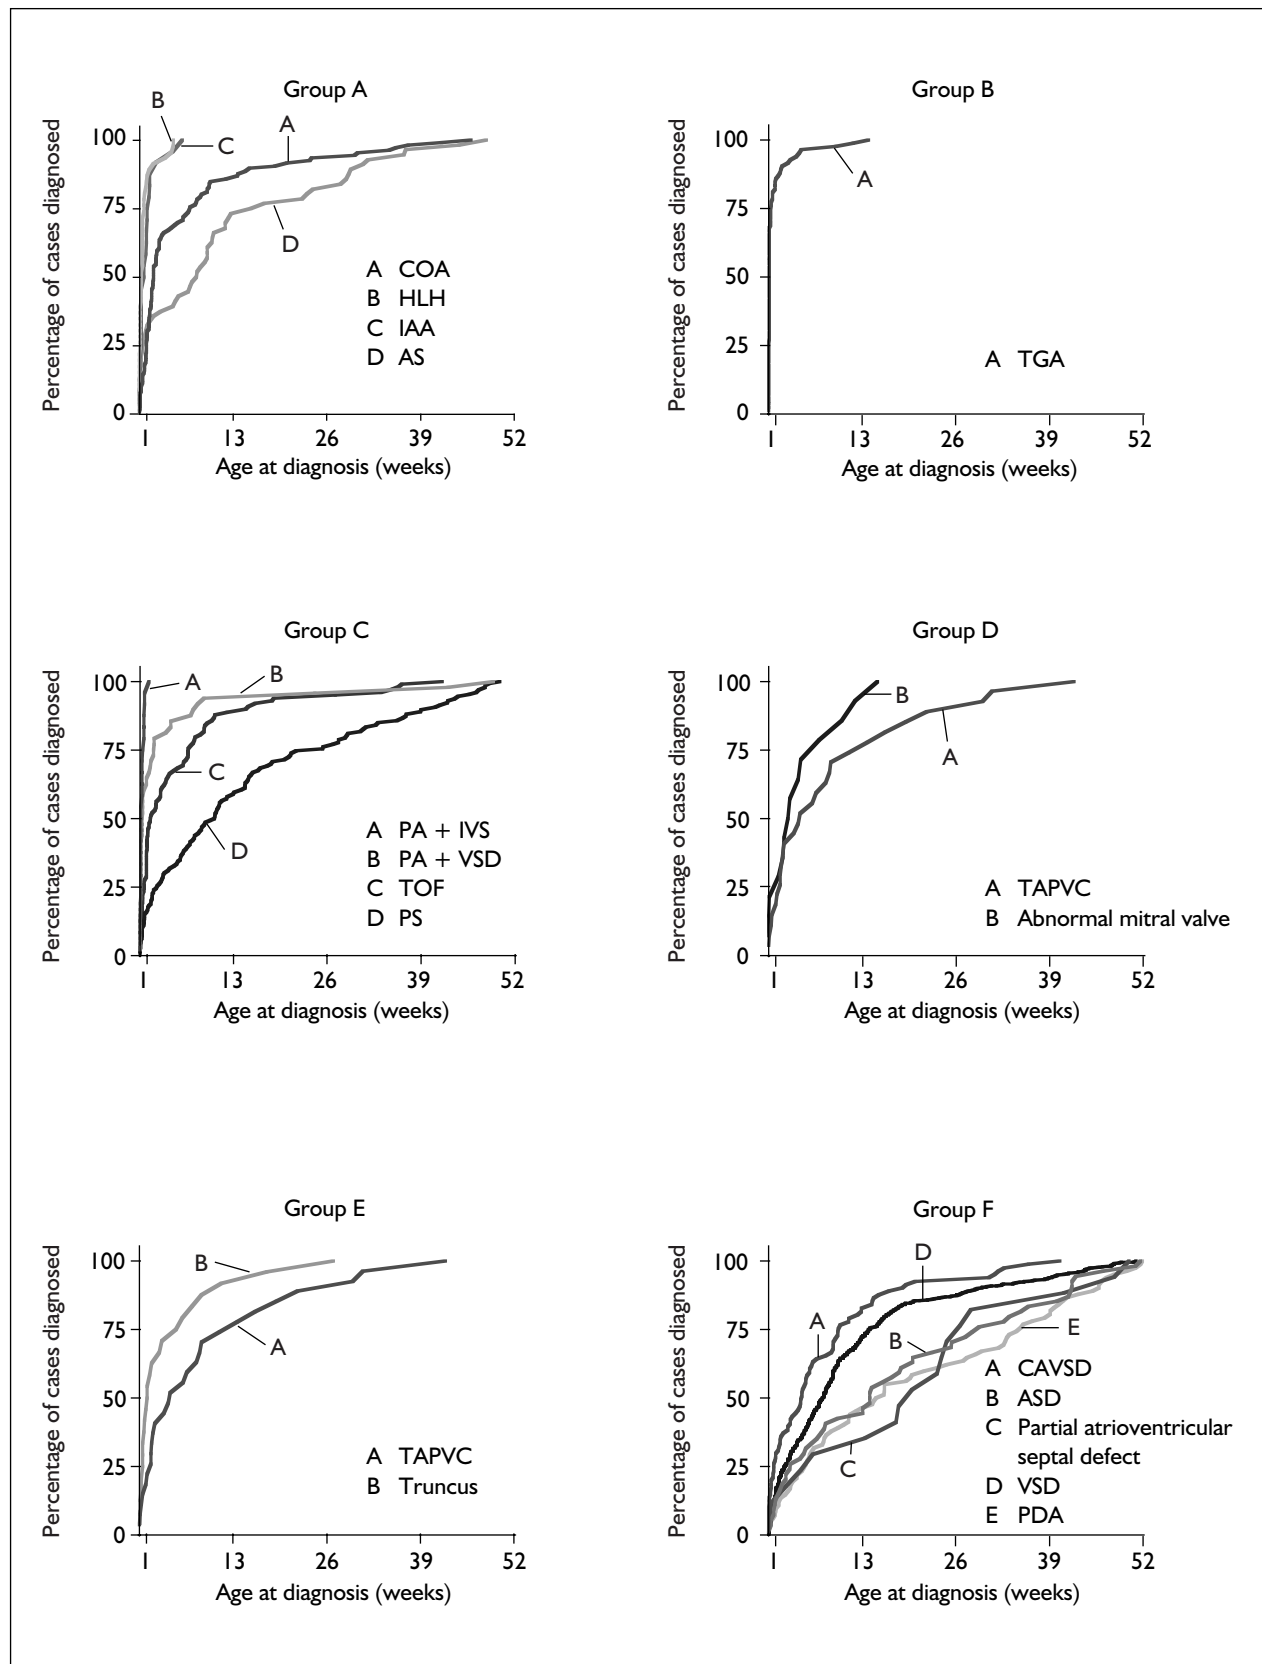 Group A
Percentage of cases diagnosed
100
75
50
25
0
B
C
A
D
A COA
B HLH
C IAA
D AS
1 13 26 39 52
Age at diagnosis (weeks)
Group B
Percentage of cases diagnosed
100
75
50
25
0
A
A TGA
1 13 26 39 52
Age at diagnosis (weeks)
Group C
Percentage of cases diagnosed
100
75
50
25
0
A
B
C
D
A PA + IVS
B PA + VSD
C TOF
D PS
1 13 26 39 52
Age at diagnosis (weeks)
Group D
Percentage of cases diagnosed
100
75
50
25
0
B
A
A TAPVC
B Abnormal mitral valve
1 13 26 39 52
Age at diagnosis (weeks)
Group E
Percentage of cases diagnosed
100
75
50
25
0
B
A
A TAPVC
B Truncus
1 13 26 39 52
Age at diagnosis (weeks)
Group F
Percentage of cases diagnosed
100
75
50
25
0
D
A
B
E
C
A CAVSD
B ASD
C Partial atrioventricular
septal defect
D VSD
E PDA
1 13 26 39 52
Age at diagnosis (weeks)